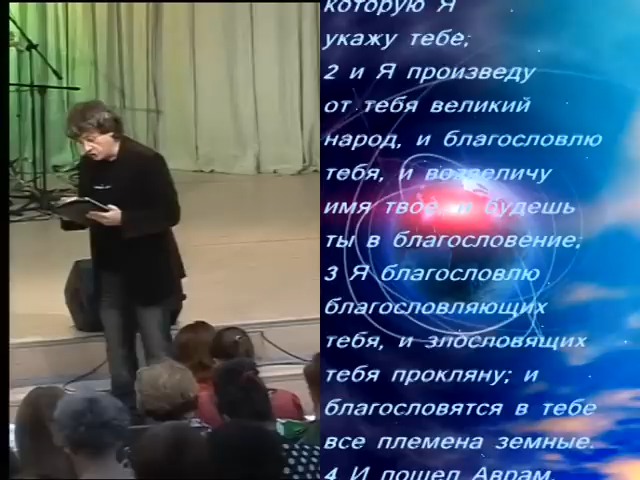 которую Я
укажу тебе;
2 и Я произведу
от тебя великий
народ, и благословлю
тебя, и возвеличу
имя твое, и будешь
ты в благословение;
3 Я благословлю
благословляющих
тебя, и злословящих
тебя прокляну; и
благословятся в тебе
все племена земные.
4 И пошел Аврам,